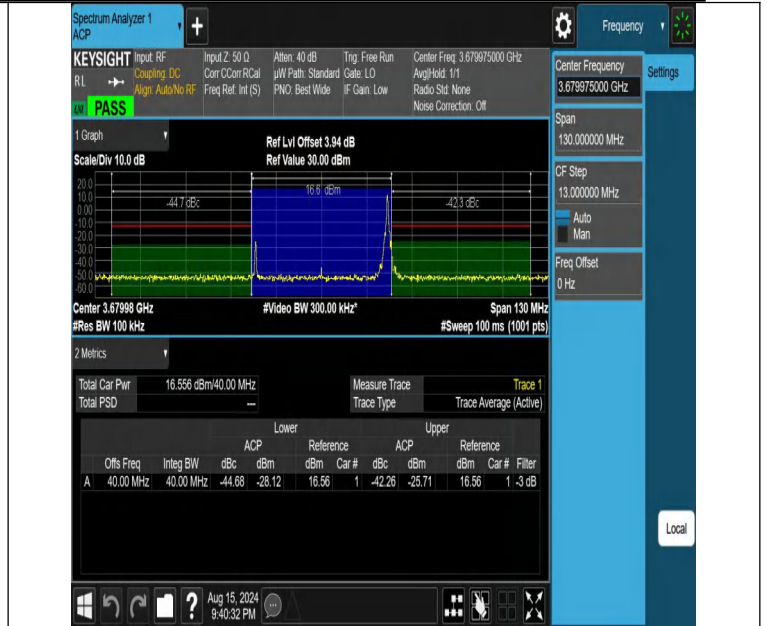 Spectrum Analyzer 1
ACP
+
Frequency
KEYSIGHT Input: RF Input Z: 50 Ω Atten: 40 dB Trig: Free Run Center Freq: 3.679975000 GHz
RL Coupling: DC Corr CCorr RCal µW Path: Standard Gate: LO Avg|Hold: 1/1
Align: Auto/No RF Freq Ref: Int (S) PNO: Best Wide IF Gain: Low Radio Std: None
Noise Correction: Off
LXI PASS
Center Frequency
3.679975000 GHz
Settings
Span
130.000000 MHz
CF Step
13.000000 MHz
Auto
Man
Freq Offset
0 Hz
Local
1 Graph
Ref Lvl Offset 3.94 dB
Scale/Div 10.0 dB Ref Value 30.00 dBm
20.0
10.0
0.00
-10.0
-20.0
-30.0
-40.0
-50.0
-60.0
-44.7 dBc 16.6 dBm -42.3 dBc
Center 3.67998 GHz #Video BW 300.00 kHz* Span 130 MHz
#Res BW 100 kHz #Sweep 100 ms (1001 pts)
2 Metrics
Total Car Pwr 16.556 dBm/40.00 MHz Measure Trace Trace 1
Total PSD --- Trace Type Trace Average (Active)
Lower Upper
ACP Reference ACP Reference
Offs Freq Integ BW dBc dBm dBm Car # dBc dBm dBm Car # Filter
A 40.00 MHz 40.00 MHz -44.68 -28.12 16.56 1 -42.26 -25.71 16.56 1 -3 dB
? Aug 15, 2024
9:40:32 PM